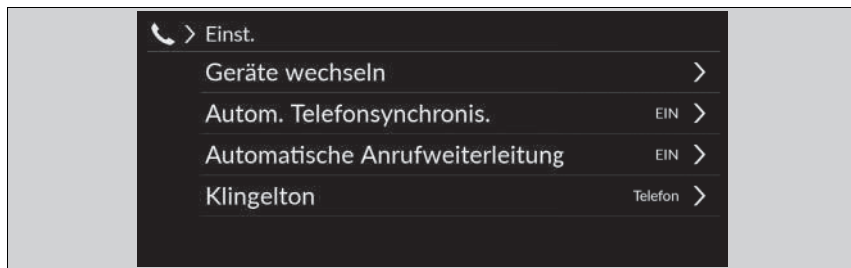 Einst.
Geräte wechseln
Autom. Telefonsynchronis. EIN
Automatische Anrufweiterleitung EIN
Klingelton Telefon